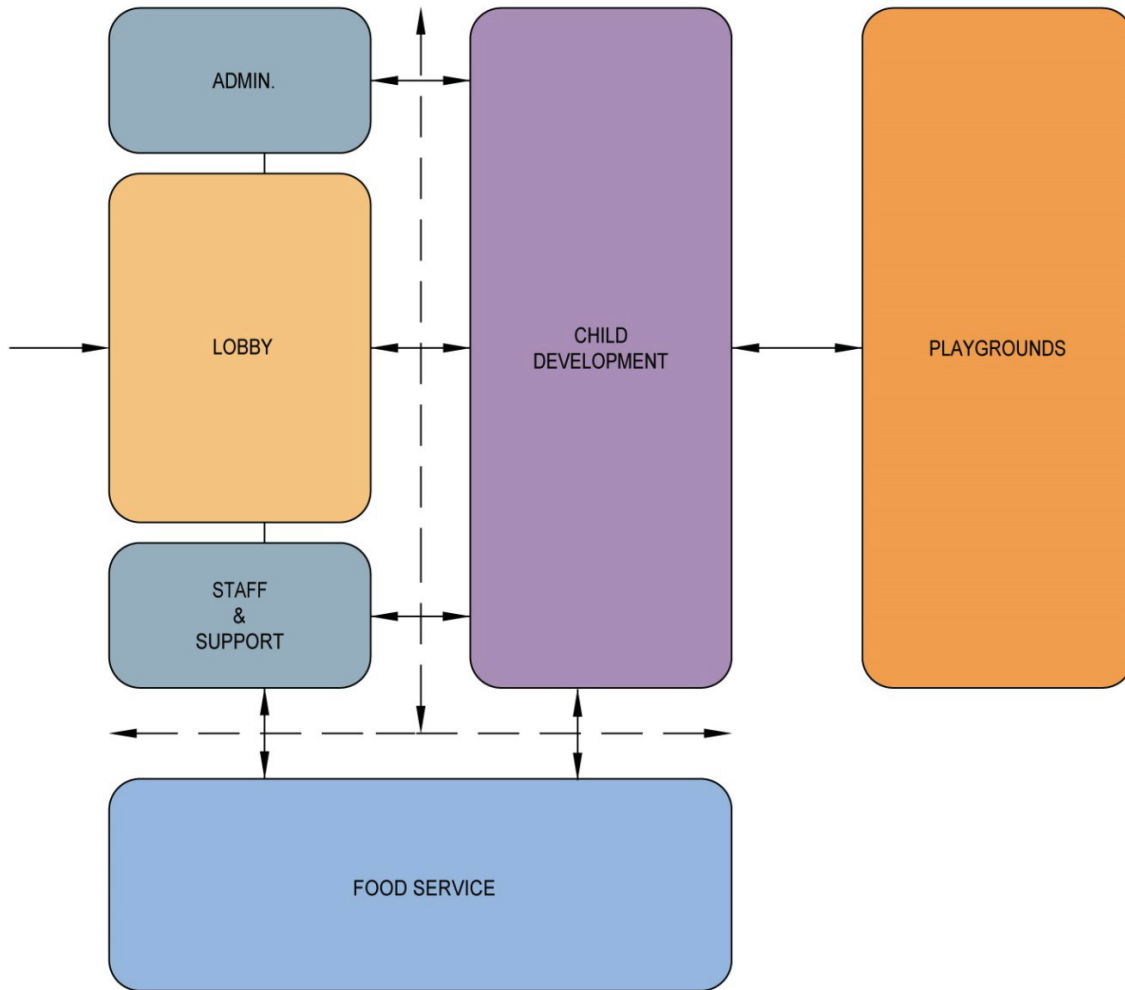 ADMIN.
LOBBY
CHILD
DEVELOPMENT
PLAYGROUNDS
STAFF
&
SUPPORT
FOOD SERVICE